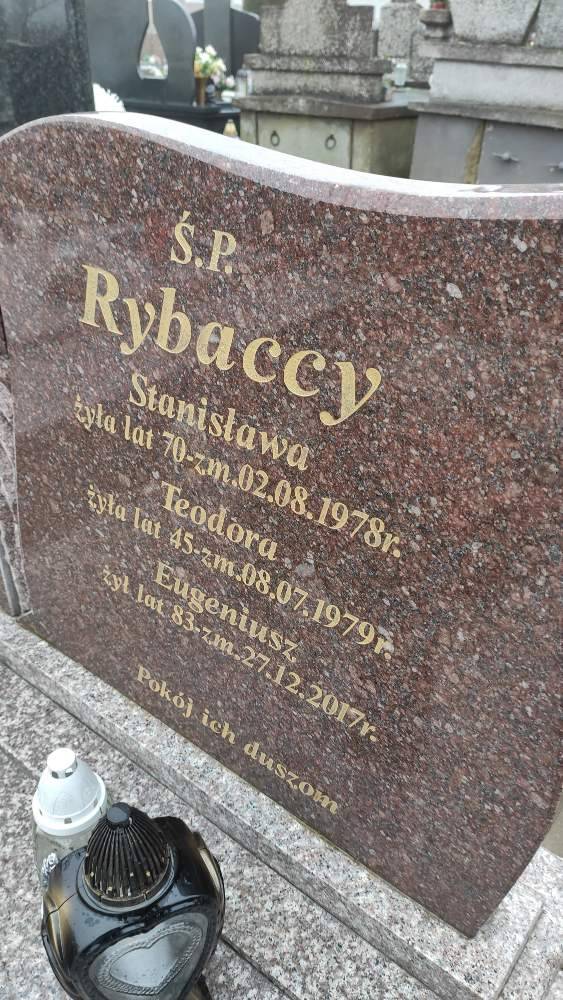 Ś.P.
Rybaccy
Stanisława
żyła lat 70-zm.02.08.1978r.
Teodora
żyła lat 45-zm.08.07.1979r.
Eugeniusz
żył lat 83-zm.27.12.2017r.
Pokój ich duszom